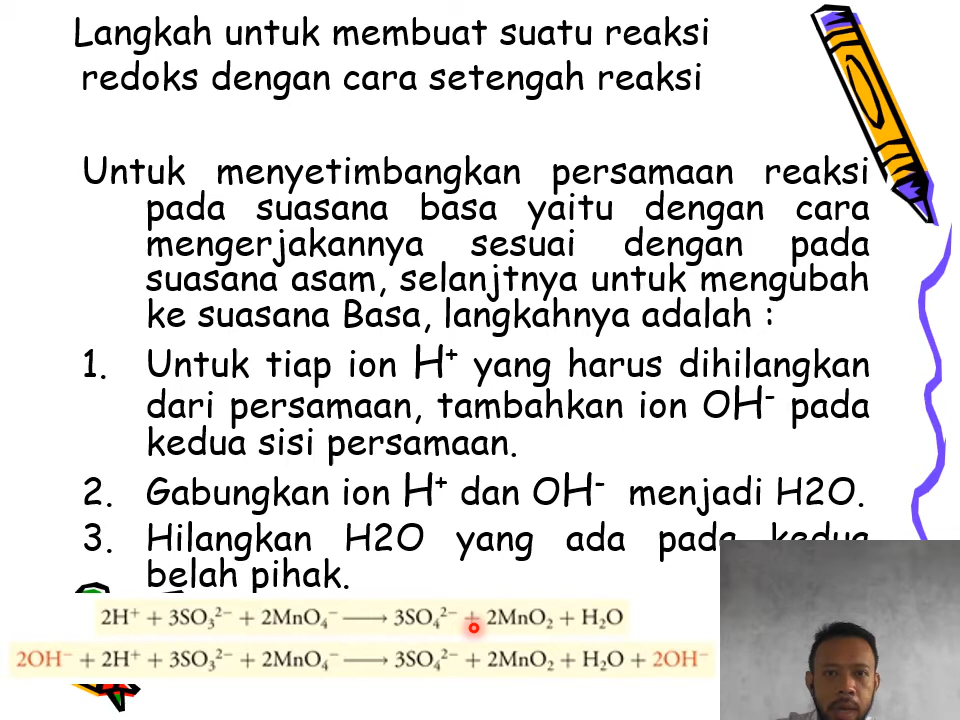 Langkah untuk membuat suatu reaksi
redoks dengan cara setengah reaksi
Untuk menyetimbangkan persamaan reaksi
pada suasana basa yaitu dengan cara
mengerjakannya sesuai dengan pada
suasana asam, selanjtnya untuk mengubah
ke suasana Basa, langkahnya adalah :
1. Untuk tiap ion H⁺ yang harus dihilangkan
dari persamaan, tambahkan ion OH⁻ pada
kedua sisi persamaan.
2. Gabungkan ion H⁺ dan OH⁻ menjadi H2O.
3. Hilangkan H2O yang ada pada kedua
belah pihak.
2H⁺ + 3SO₃²⁻ + 2MnO₄⁻ ⟶ 3SO₄²⁻ + 2MnO₂ + H₂O
2OH⁻ + 2H⁺ + 3SO₃²⁻ + 2MnO₄⁻ ⟶ 3SO₄²⁻ + 2MnO₂ + H₂O + 2OH⁻